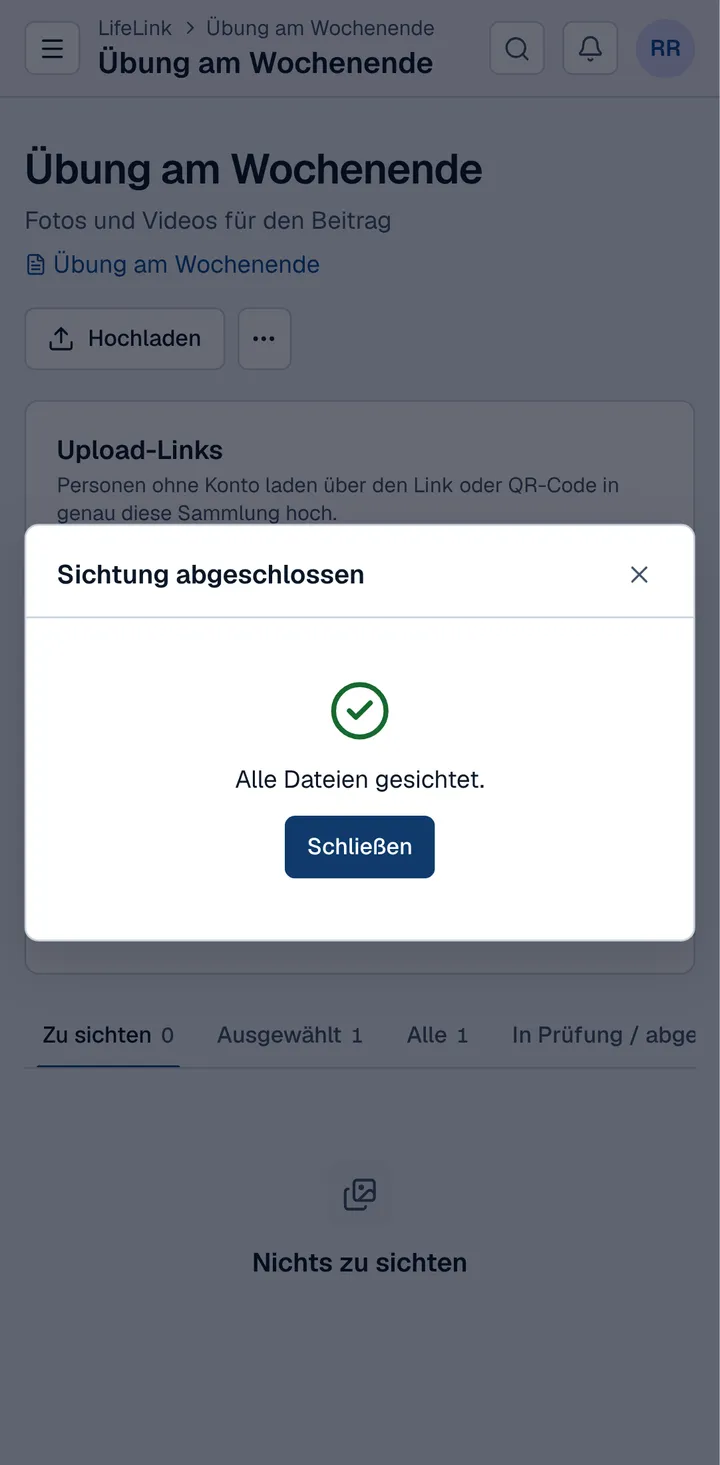 LifeLink > Übung am Wochenende
Übung am Wochenende
RR
Übung am Wochenende
Fotos und Videos für den Beitrag
Übung am Wochenende
Hochladen
Upload-Links
Personen ohne Konto laden über den Link oder QR-Code in
genau diese Sammlung hoch.
Sichtung abgeschlossen
Alle Dateien gesichtet.
Schließen
Zu sichten 0 Ausgewählt 1 Alle 1 In Prüfung / abge
Nichts zu sichten